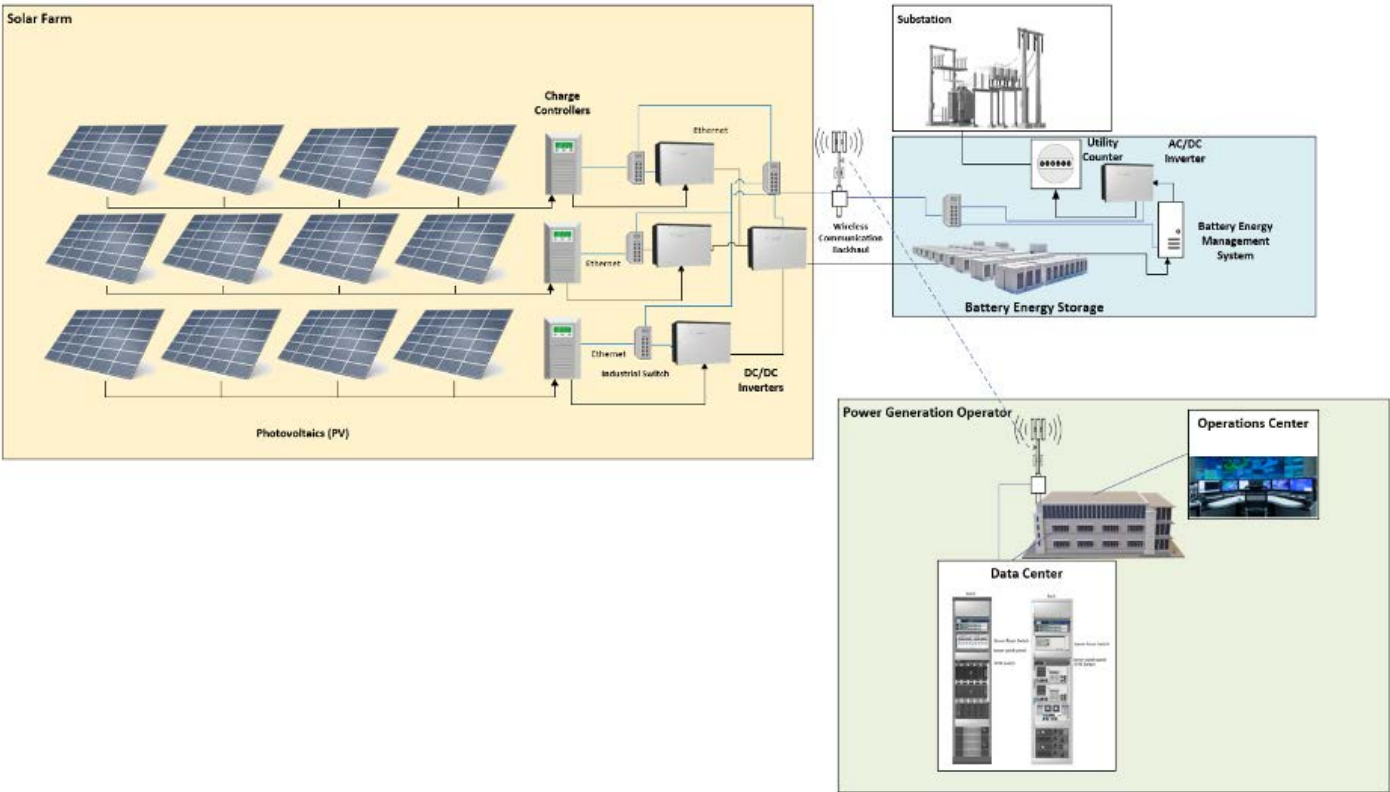 Solar Farm
Charge
Controllers
Ethernet
Ethernet
Ethernet
Industrial Switch
DC/DC
Inverters
Photovoltaics (PV)
Wireless
Communication
Backhaul
Substation
Utility
Counter
AC/DC
Inverter
Battery Energy
Management
System
Battery Energy Storage
Power Generation Operator
Operations Center
Data Center